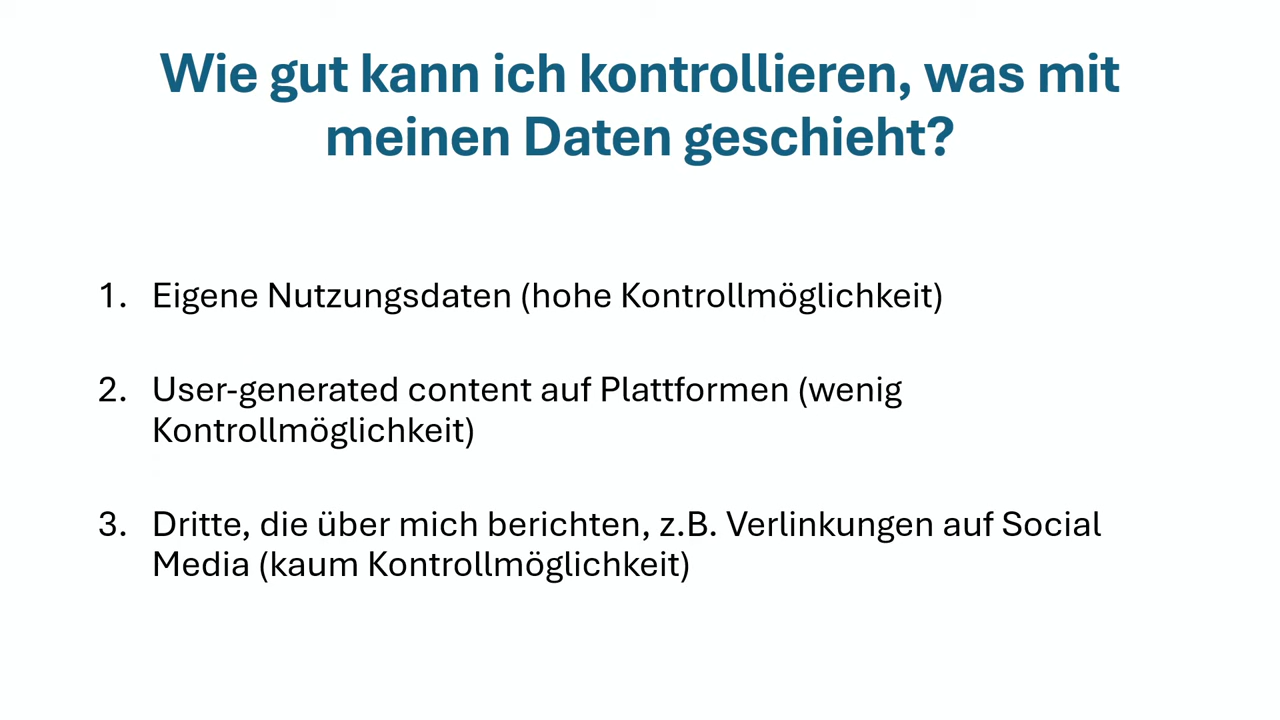 Wie gut kann ich kontrollieren, was mit
meinen Daten geschieht?
1. Eigene Nutzungsdaten (hohe Kontrollmöglichkeit)
2. User-generated content auf Plattformen (wenig
Kontrollmöglichkeit)
3. Dritte, die über mich berichten, z.B. Verlinkungen auf Social
Media (kaum Kontrollmöglichkeit)